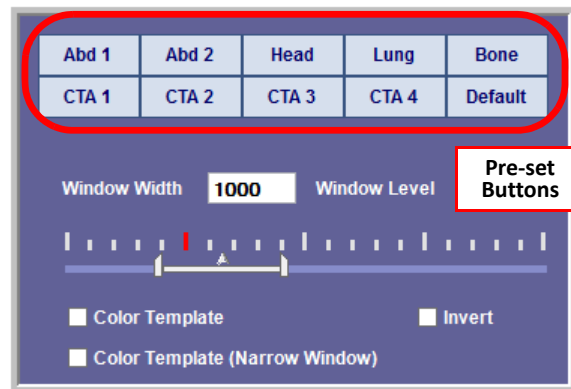 Abd 1 Abd 2 Head Lung Bone
CTA 1 CTA 2 CTA 3 CTA 4 Default
Pre-set
Buttons
Window Width 1000 Window Level
Color Template Invert
Color Template (Narrow Window)